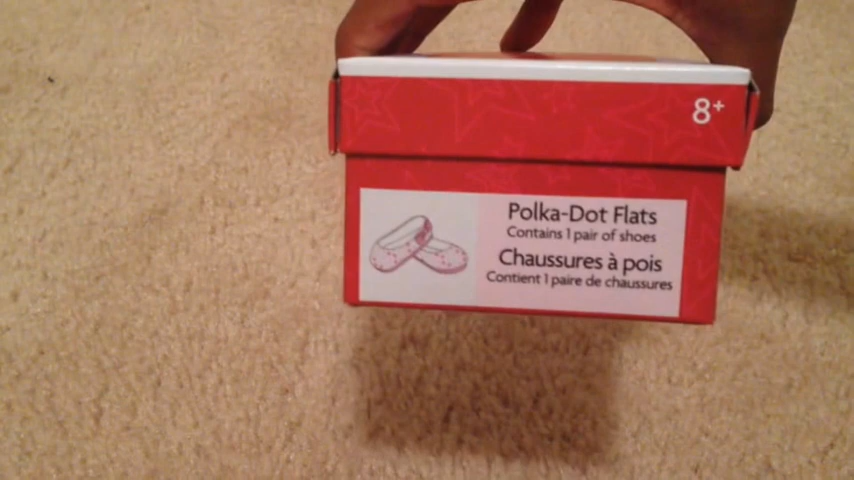 8+
Polka-Dot Flats
Contains 1 pair of shoes
Chaussures à pois
Contient 1 paire de chaussures